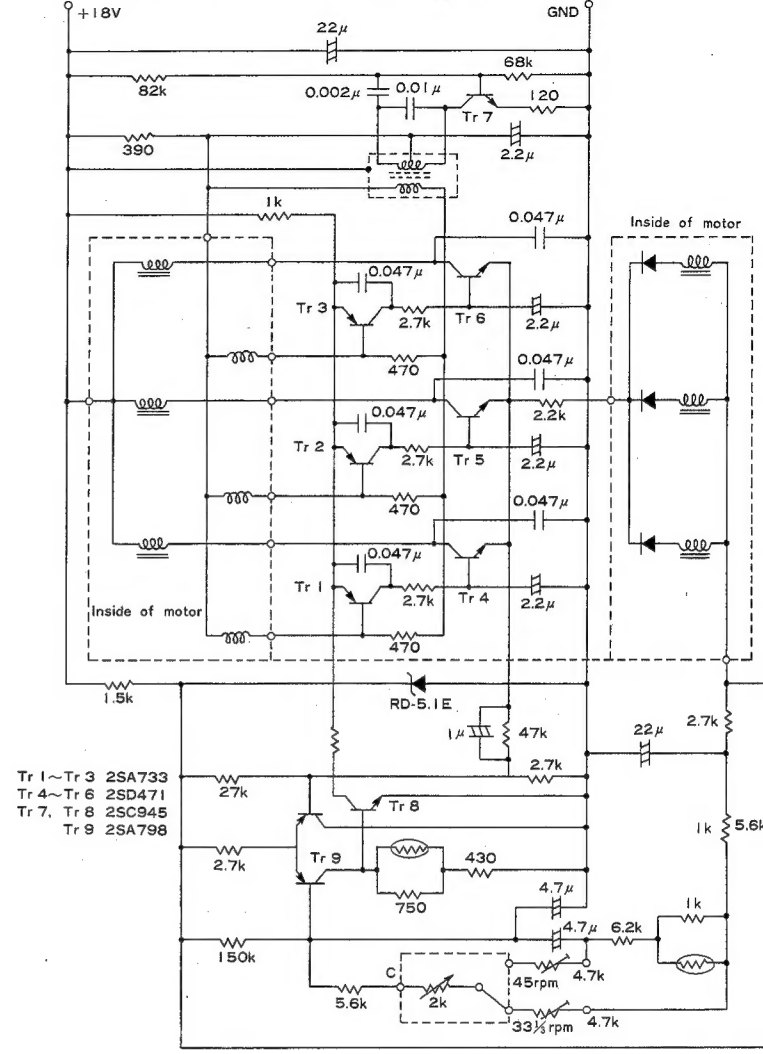 +18V GND
22μ
82k 0.002μ 0.01μ 68k
Tr 7 120
390 2.2μ
1k
0.047μ Inside of motor
0.047μ
Tr 3 2.7k Tr 6 2.2μ
470 0.047μ
0.047μ 2.2k
Tr 2 2.7k Tr 5 2.2μ
470 0.047μ
0.047μ
Tr 1 2.7k Tr 4 2.2μ
Inside of motor
470
1.5k RD-5.1E
1μ 47k 22μ 2.7k
Tr 1~Tr 3 2SA733 27k 2.7k
Tr 4~Tr 6 2SD471 Tr 8
Tr 7, Tr 8 2SC945
Tr 9 2SA798
1k 5.6k
2.7k Tr 9 430
750 4.7μ 1k
150k 4.7μ 6.2k
C 45rpm 4.7k
5.6k 2k
33⅓rpm 4.7k